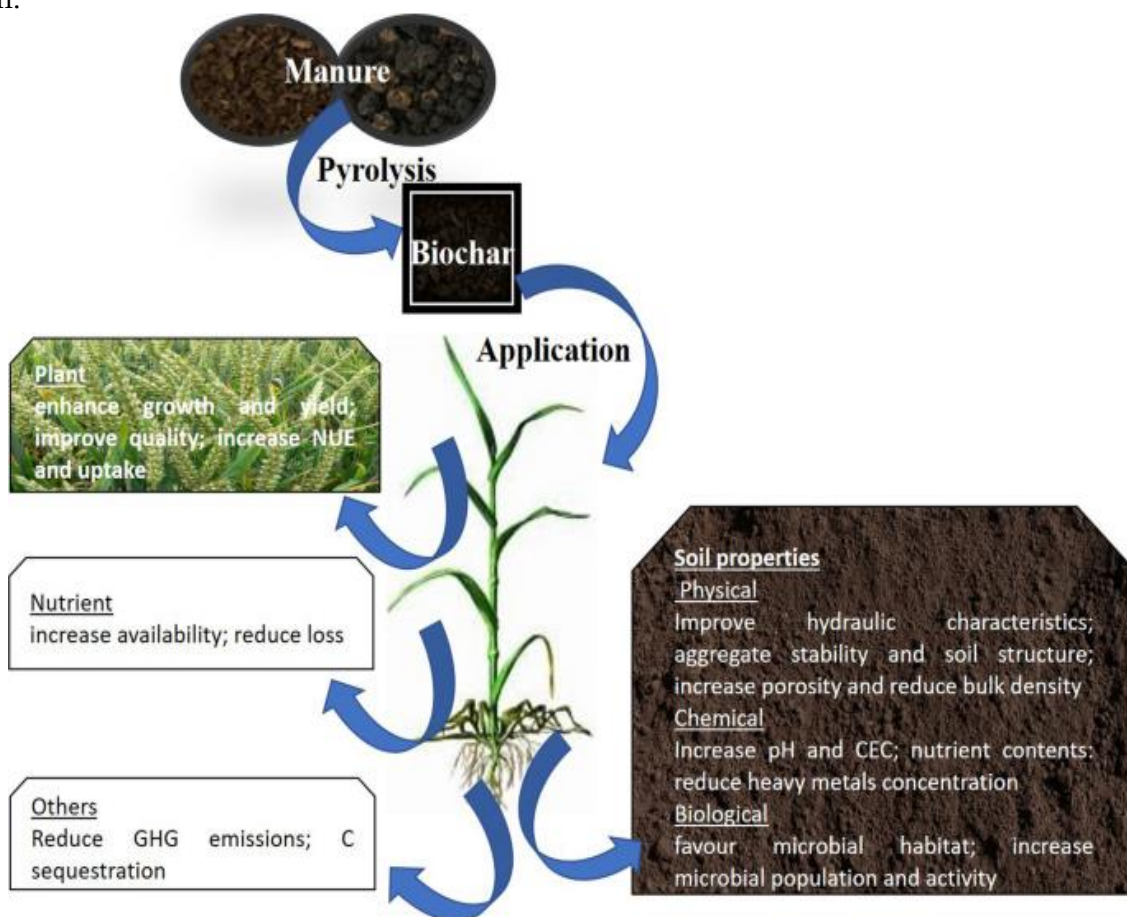 Manure
Pyrolysis
Biochar
Application
Plant
enhance growth and yield;
improve quality; increase NUE
and uptake
Nutrient
increase availability; reduce loss
Others
Reduce GHG emissions; C
sequestration
Soil properties
Physical
Improve hydraulic characteristics;
aggregate stability and soil structure;
increase porosity and reduce bulk density
Chemical
Increase pH and CEC; nutrient contents:
reduce heavy metals concentration
Biological
favour microbial habitat; increase
microbial population and activity